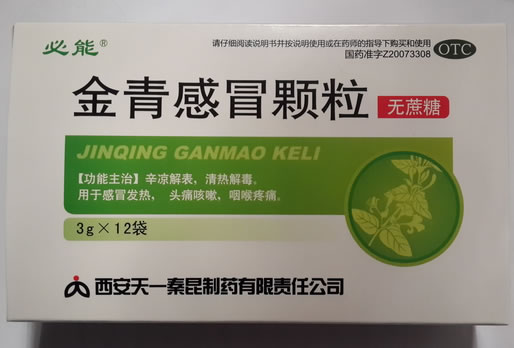 必能®
请仔细阅读说明书并按说明使用或在药师的指导下购买和使用
国药准字Z20073308
OTC
金青感冒颗粒
无蔗糖
JINQING GANMAO KELI
【功能主治】辛凉解表，清热解毒。
用于感冒发热， 头痛咳嗽，咽喉疼痛。
3g×12袋
西安天一秦昆制药有限责任公司